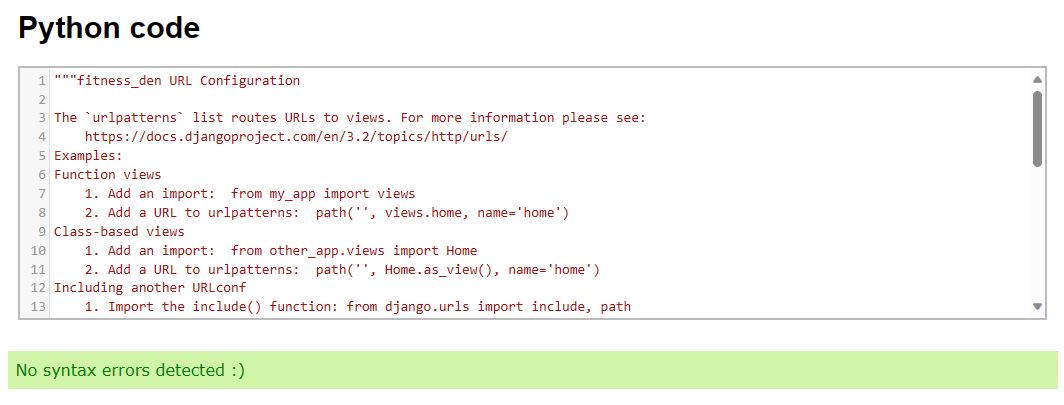 Python code
1 """fitness_den URL Configuration
2
3 The `urlpatterns` list routes URLs to views. For more information please see:
4     https://docs.djangoproject.com/en/3.2/topics/http/urls/
5 Examples:
6 Function views
7     1. Add an import:  from my_app import views
8     2. Add a URL to urlpatterns:  path('', views.home, name='home')
9 Class-based views
10     1. Add an import:  from other_app.views import Home
11     2. Add a URL to urlpatterns:  path('', Home.as_view(), name='home')
12 Including another URLconf
13     1. Import the include() function: from django.urls import include, path
No syntax errors detected :)